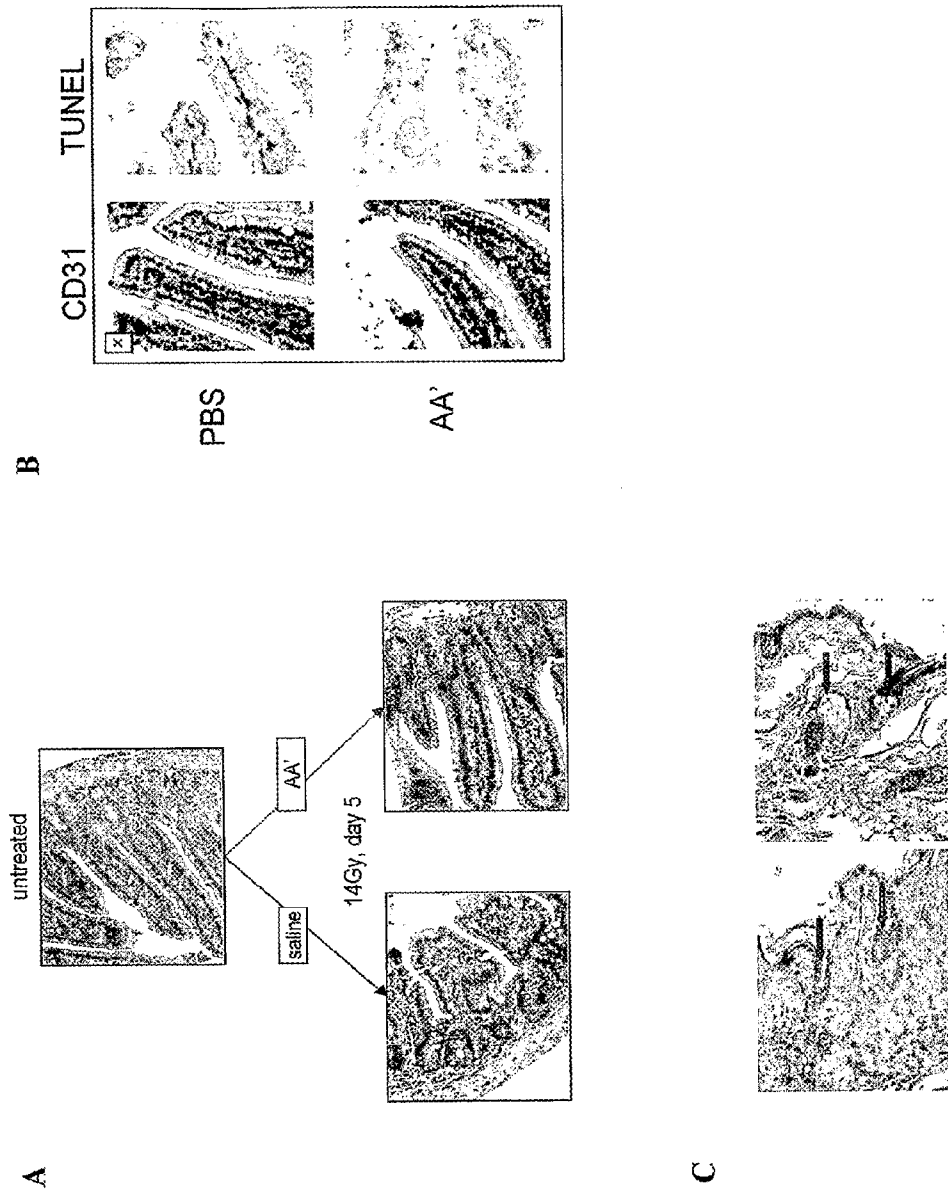 A
untreated
saline
AA'
14Gy, day 5
B
CD31
TUNEL
x
PBS
AA'
C